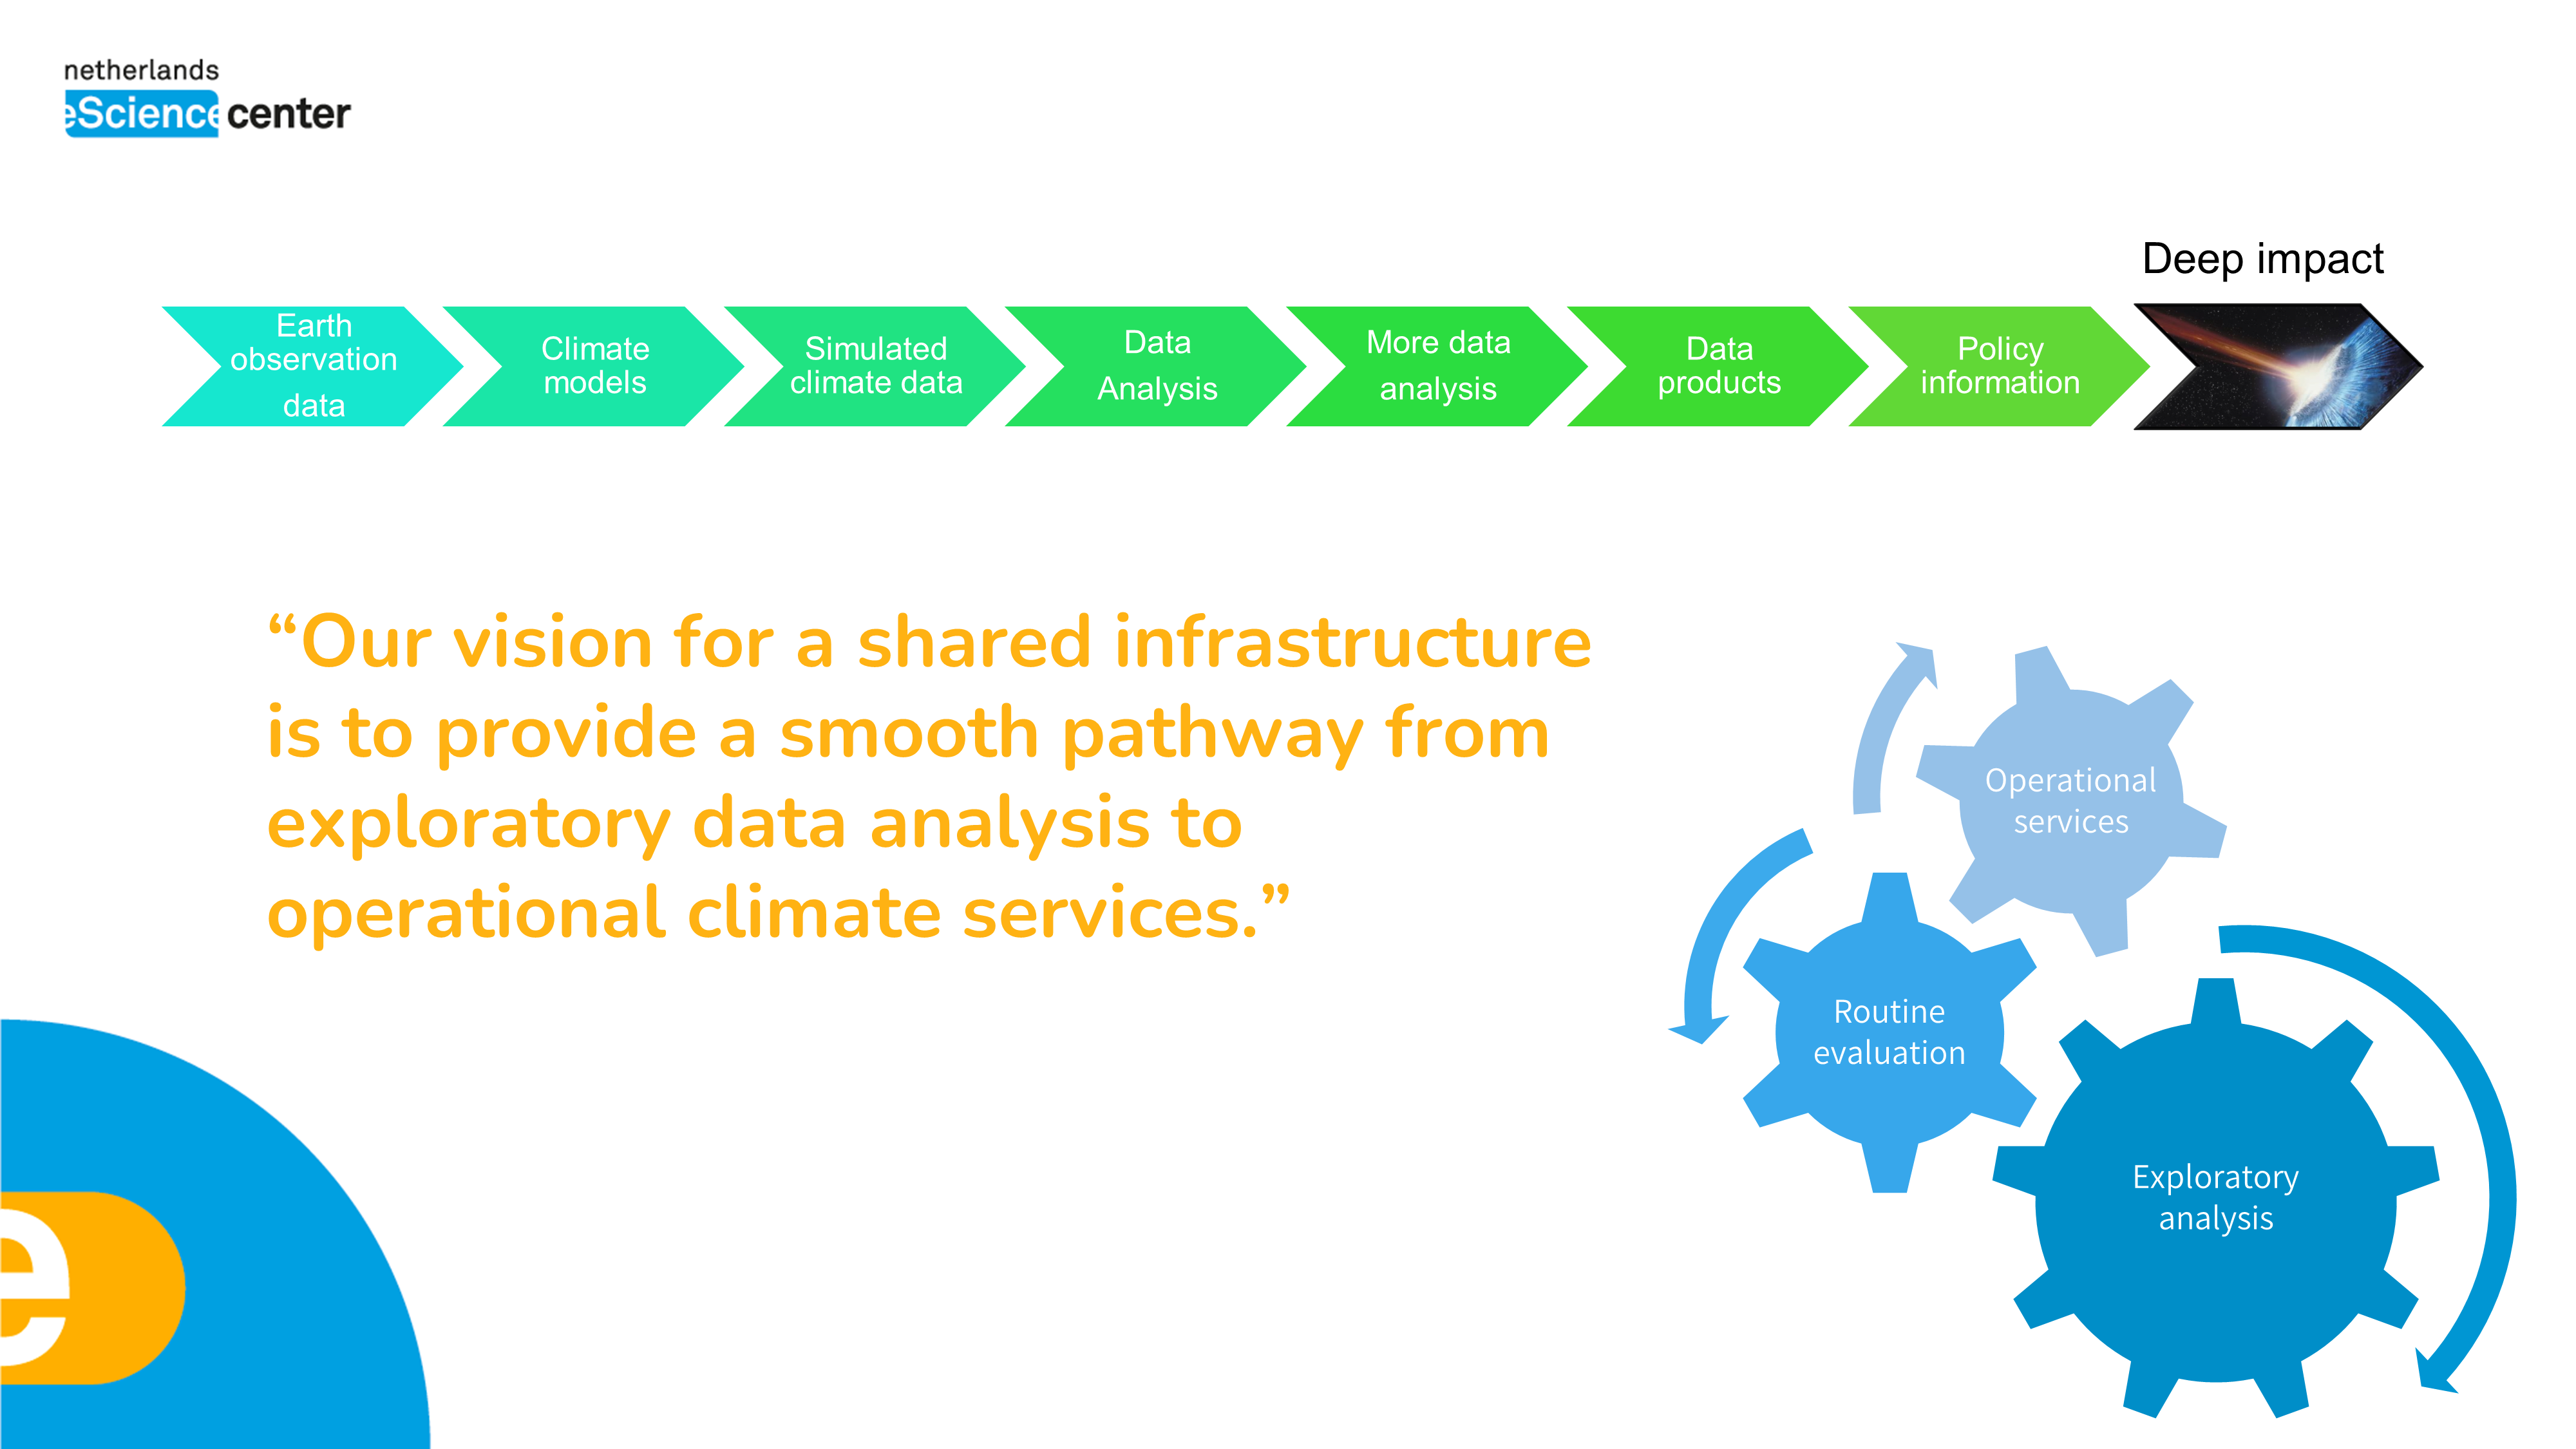 netherlands
eScience center
Deep impact
Earth
observation
data
Climate
models
Simulated
climate data
Data
Analysis
More data
analysis
Data
products
Policy
information
“Our vision for a shared infrastructure
is to provide a smooth pathway from
exploratory data analysis to
operational climate services.”
Operational
services
Routine
evaluation
Exploratory
analysis
e